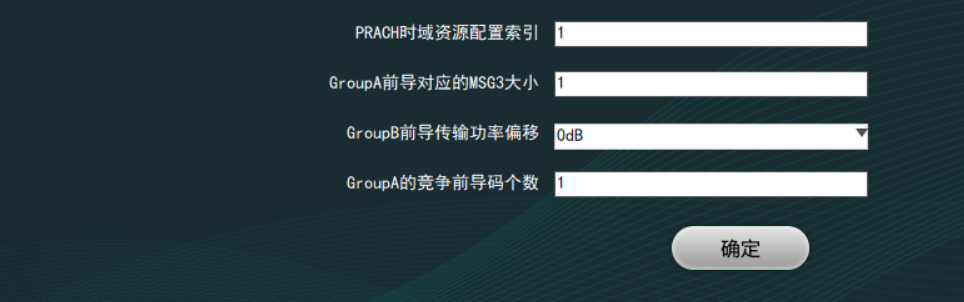 PRACH时域资源配置索引 1
GroupA前导对应的MSG3大小 1
GroupB前导传输功率偏移 0dB
GroupA的竞争前导码个数 1
确定